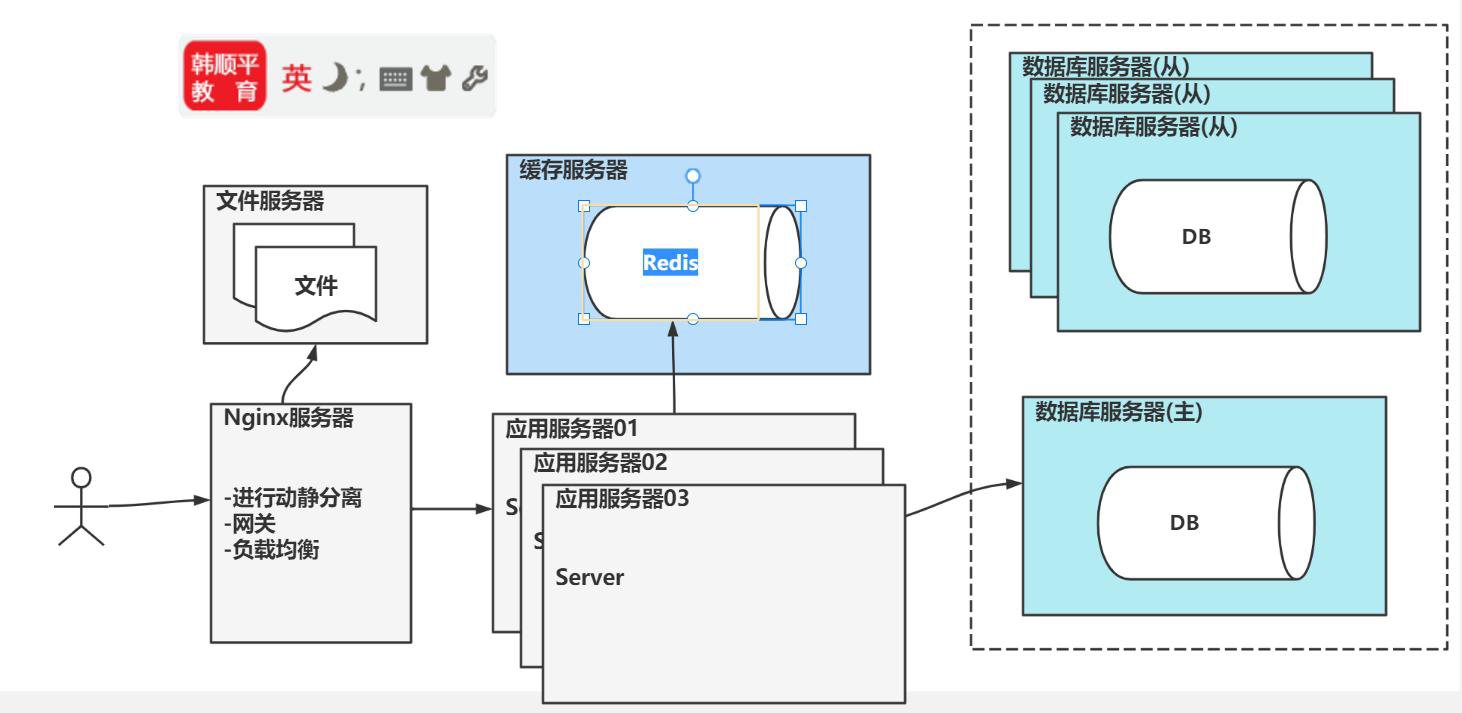 韩顺平
教 育
英
文件服务器
文件
缓存服务器
Redis
数据库服务器(从)
数据库服务器(从)
数据库服务器(从)
DB
Nginx服务器
-进行动静分离
-网关
-负载均衡
应用服务器01
应用服务器02
应用服务器03
Server
数据库服务器(主)
DB